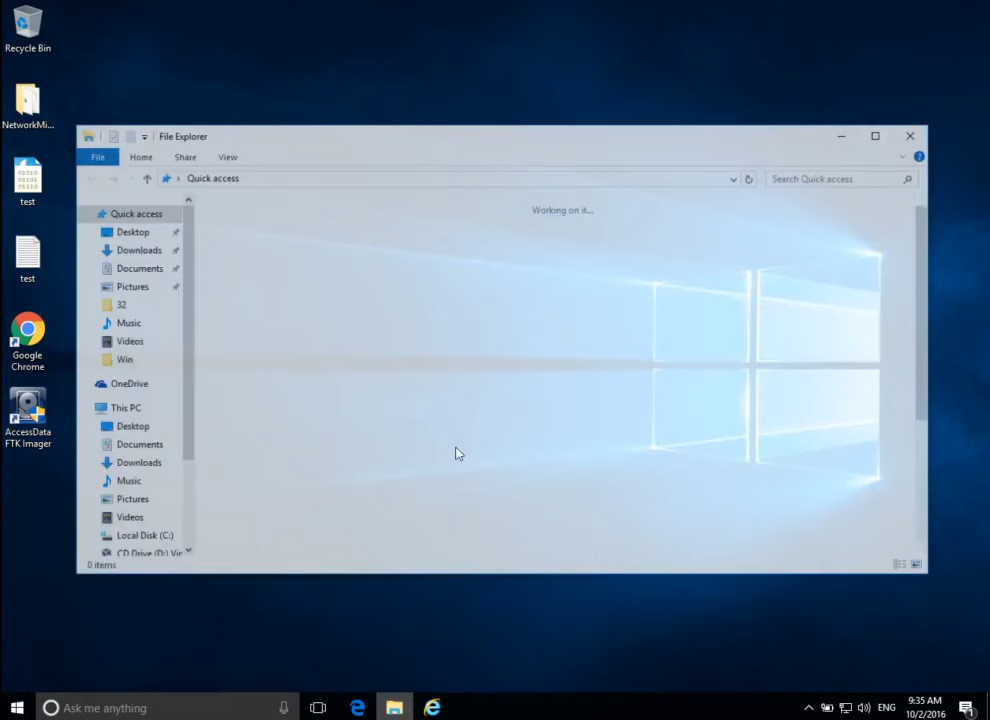 Recycle Bin
NetworkMi...
test
test
Google
Chrome
AccessData
FTK Imager
File Explorer
File Home Share View
Quick access
Search Quick access
Quick access
Desktop
Downloads
Documents
Pictures
32
Music
Videos
Win
OneDrive
This PC
Desktop
Documents
Downloads
Music
Pictures
Videos
Local Disk (C:)
CD Drive (D:) Vir
Working on it...
0 items
Ask me anything
ENG
9:35 AM
10/2/2016
1